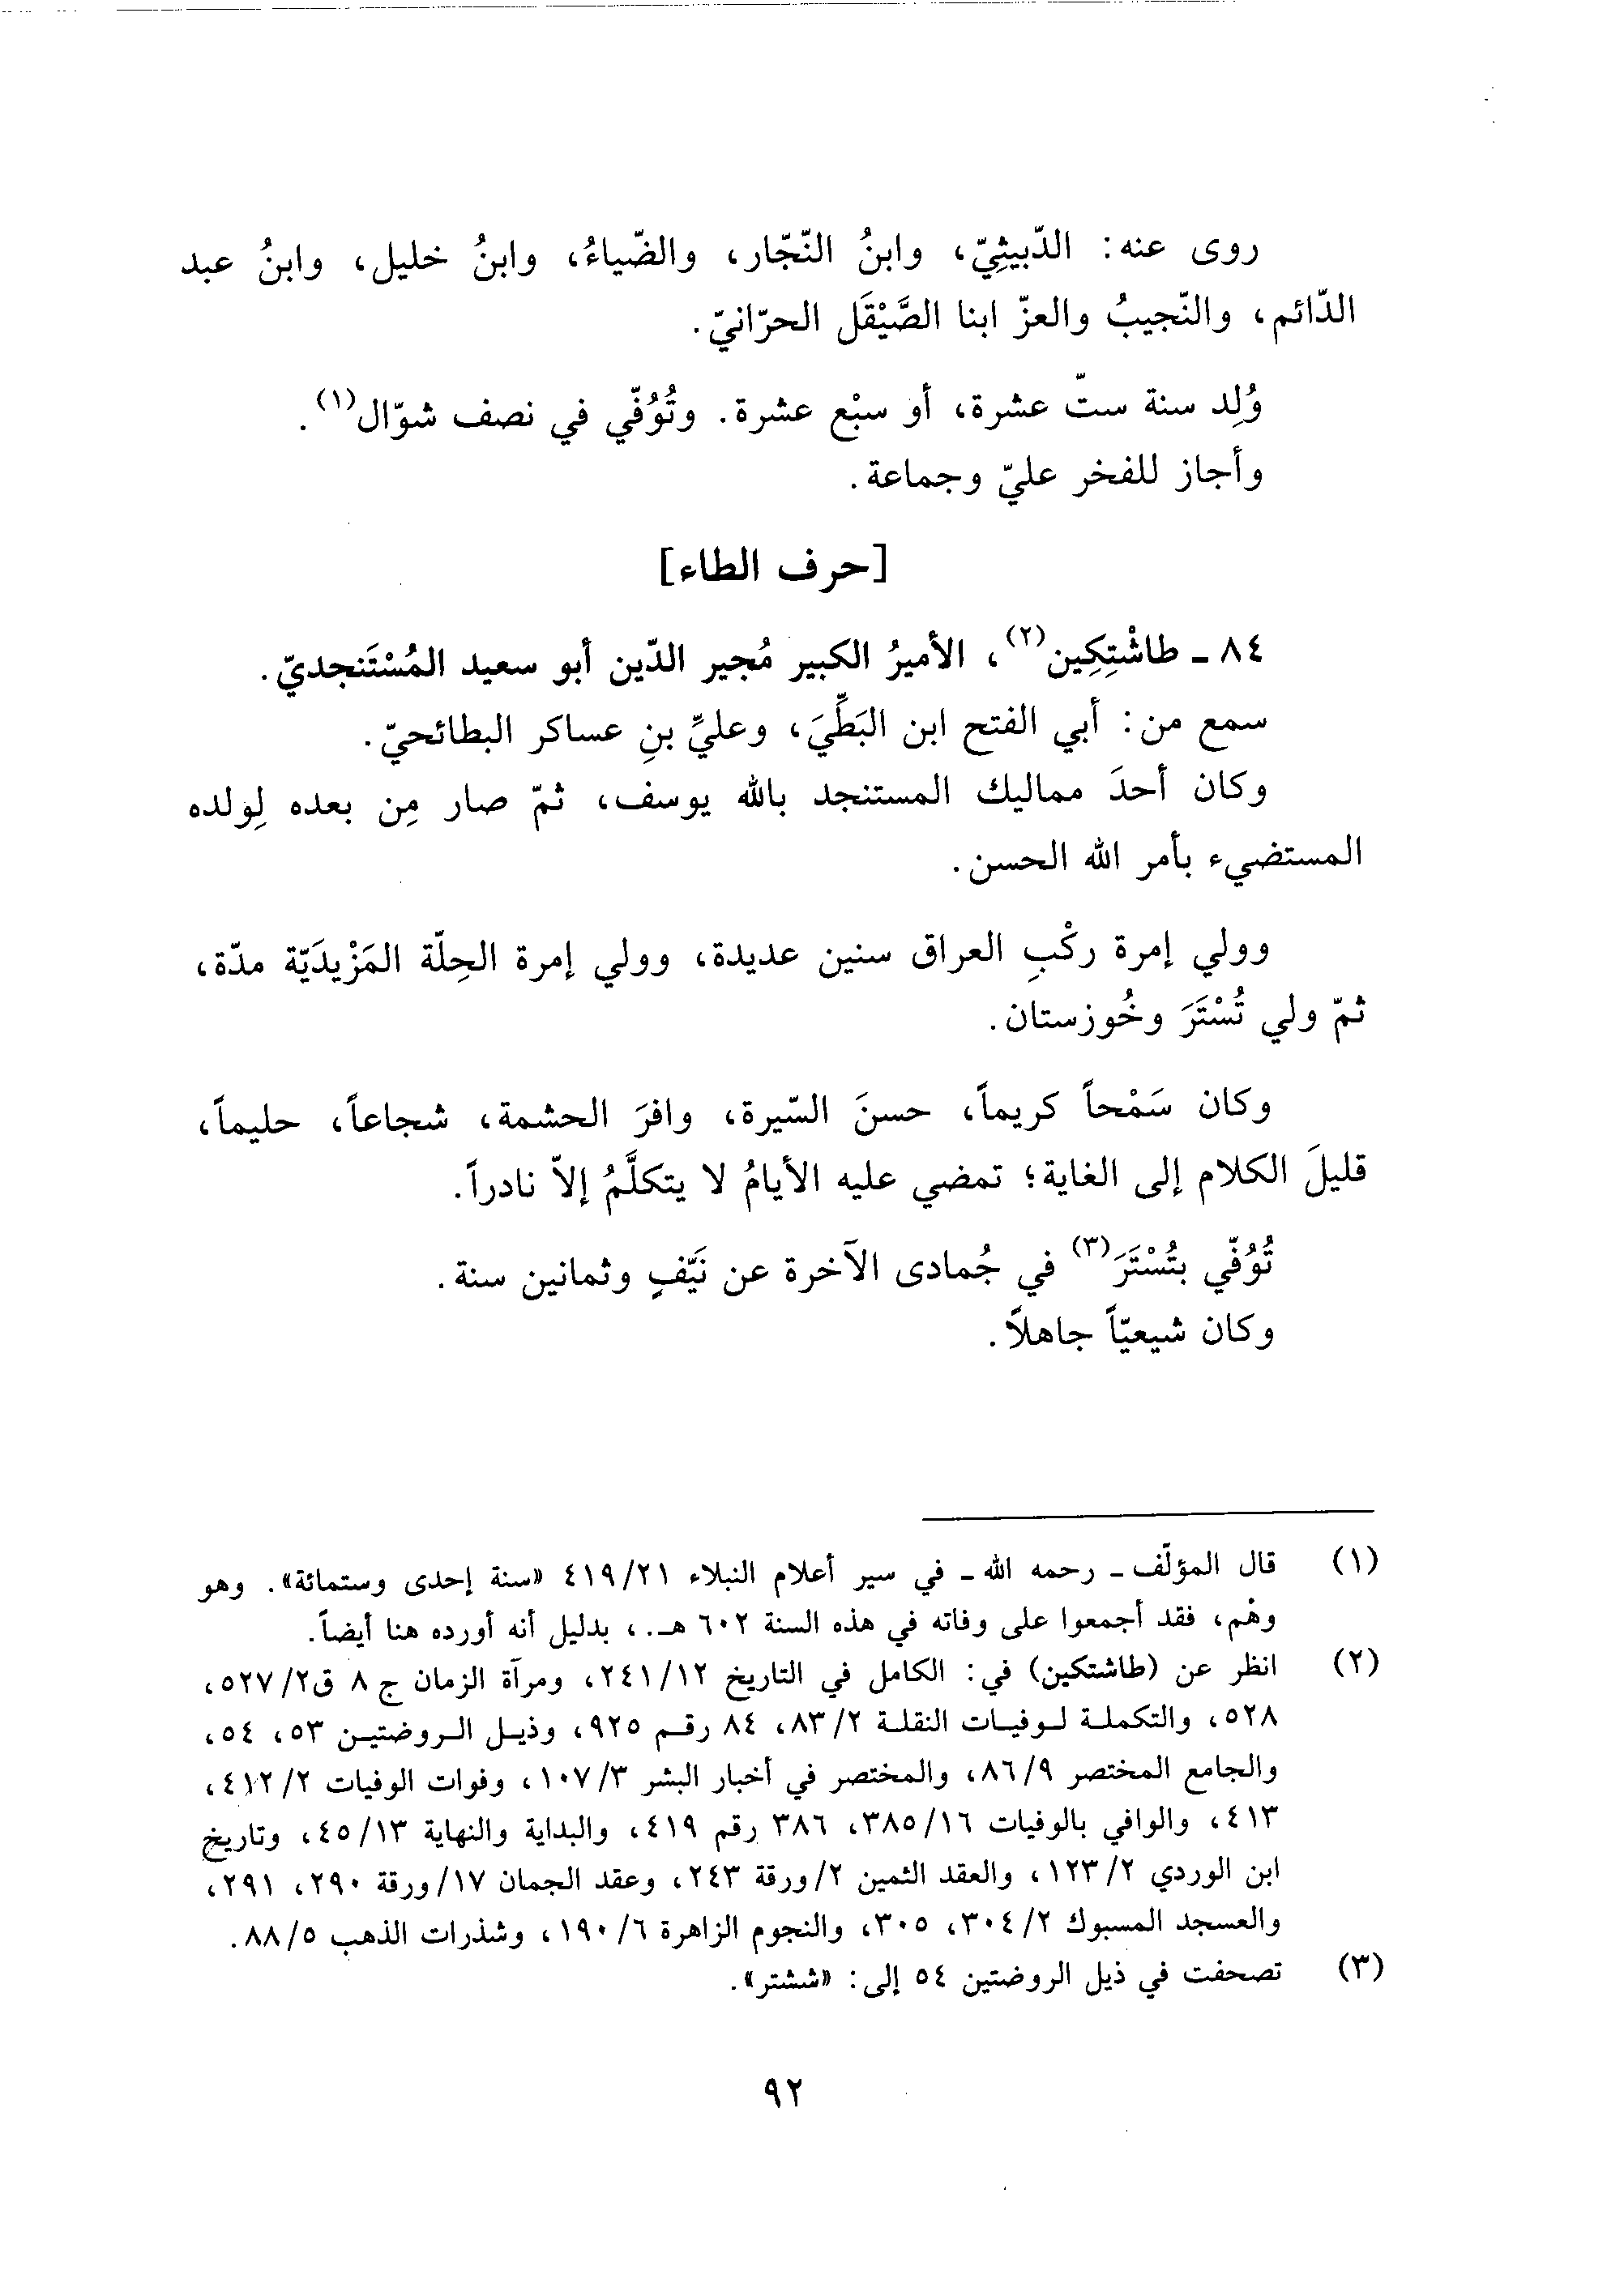 روى عنه: الدّبيثِيّ، وابنُ النّجّار، والضّياءُ، وابنُ خليل، وابنُ عبد
الدّائم، والنّجيبُ والعزّ ابنا الصَّيْقَل الحرّانيّ.
وُلِد سنة ستّ عشرة، أو سبْع عشرة. وتُوُفّي في نصف شوّال(١).
وأجاز للفخر عليّ وجماعة.
[حرف الطاء]
٨٤ ـ طاشْتِكِين(٢)، الأميرُ الكبير مُجير الدّين أبو سعيد المُسْتَنجديّ.
سمع من: أبي الفتح ابن البَطِّيَ، وعليِّ بنِ عساكر البطائحيّ.
وكان أحدَ مماليك المستنجد بالله يوسف، ثمّ صار مِن بعده لِولده
المستضيء بأمر الله الحسن.
وولي إمرة ركْبِ العراق سنين عديدة، وولي إمرة الحِلّة المَزْيدَيّة مدّة،
ثمّ ولي تُسْتَرَ وخُوزستان.
وكان سَمْحاً كريماً، حسنَ السّيرة، وافرَ الحشمة، شجاعاً، حليماً،
قليلَ الكلام إلى الغاية؛ تمضي عليه الأيامُ لا يتكلَّمُ إلاّ نادراً.
تُوُفّي بتُسْتَرَ(٣) في جُمادى الآخرة عن نَيّفٍ وثمانين سنة.
وكان شيعيّاً جاهلاً.
(١) قال المؤلّف ـ رحمه الله ـ في سير أعلام النبلاء ٤١٩/٢١ «سنة إحدى وستمائة». وهو
وهْم، فقد أجمعوا على وفاته في هذه السنة ٦٠٢ هـ.، بدليل أنه أورده هنا أيضاً.
(٢) انظر عن (طاشتكين) في: الكامل في التاريخ ٢٤١/١٢، ومرآة الزمان ج ٨ ق٥٢٧/٢،
٥٢٨، والتكملة لوفيات النقلة ٨٣/٢، ٨٤ رقم ٩٢٥، وذيل الروضتين ٥٣، ٥٤،
والجامع المختصر ٨٦/٩، والمختصر في أخبار البشر ١٠٧/٣، وفوات الوفيات ٤١٢/٢،
٤١٣، والوافي بالوفيات ٣٨٥/١٦، ٣٨٦ رقم ٤١٩، والبداية والنهاية ٤٥/١٣، وتاريخ
ابن الوردي ١٢٣/٢، والعقد الثمين ٢/ورقة ٢٤٣، وعقد الجمان ١٧/ورقة ٢٩٠، ٢٩١،
والعسجد المسبوك ٣٠٤/٢، ٣٠٥، والنجوم الزاهرة ١٩٠/٦، وشذرات الذهب ٨٨/٥.
(٣) تصحفت في ذيل الروضتين ٥٤ إلى: «ششتر».
٩٢